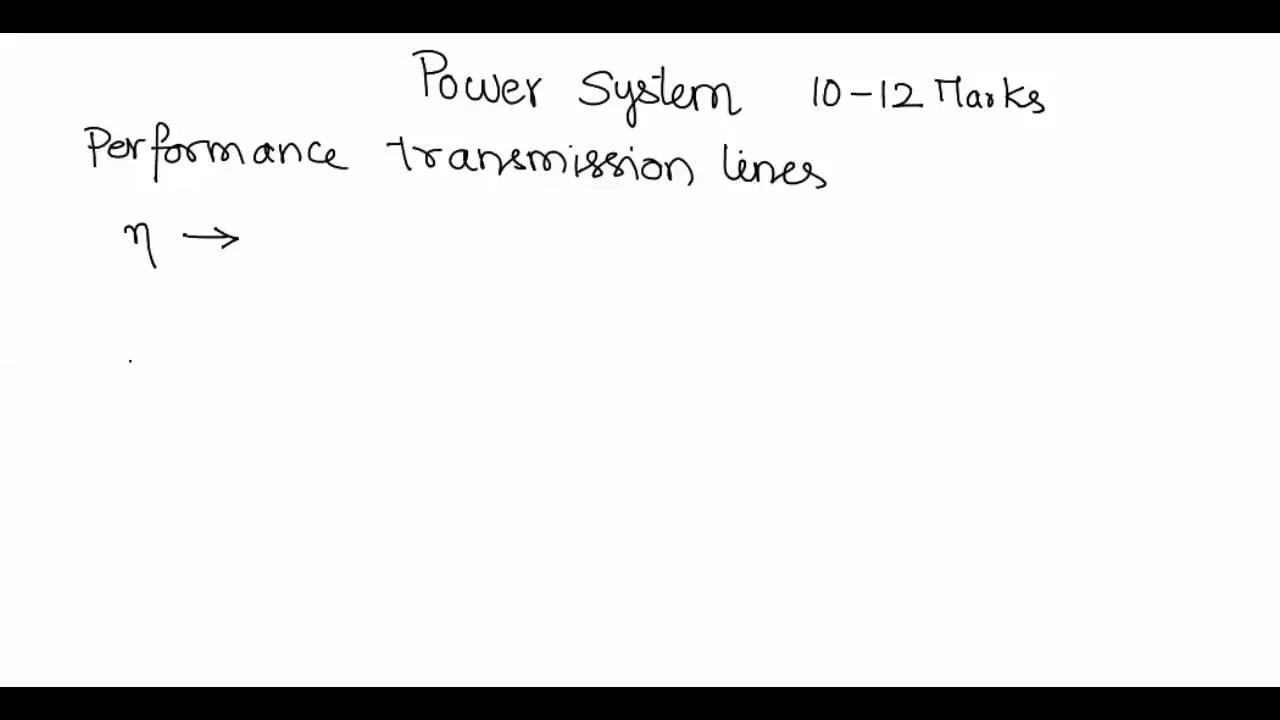 Power System 10-12 Marks
Performance transmission lines
η →